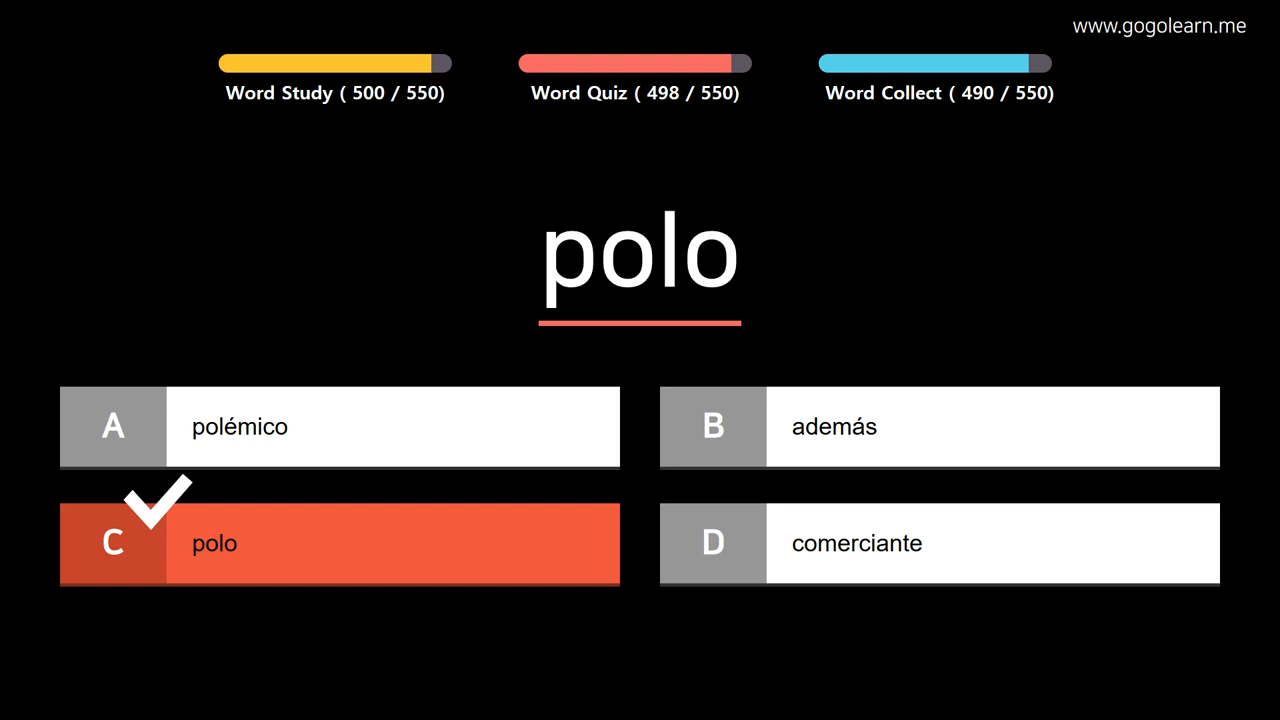 www.gogolearn.me
Word Study ( 500 / 550)
Word Quiz ( 498 / 550)
Word Collect ( 490 / 550)
polo
A polémico
B además
C polo
D comerciante